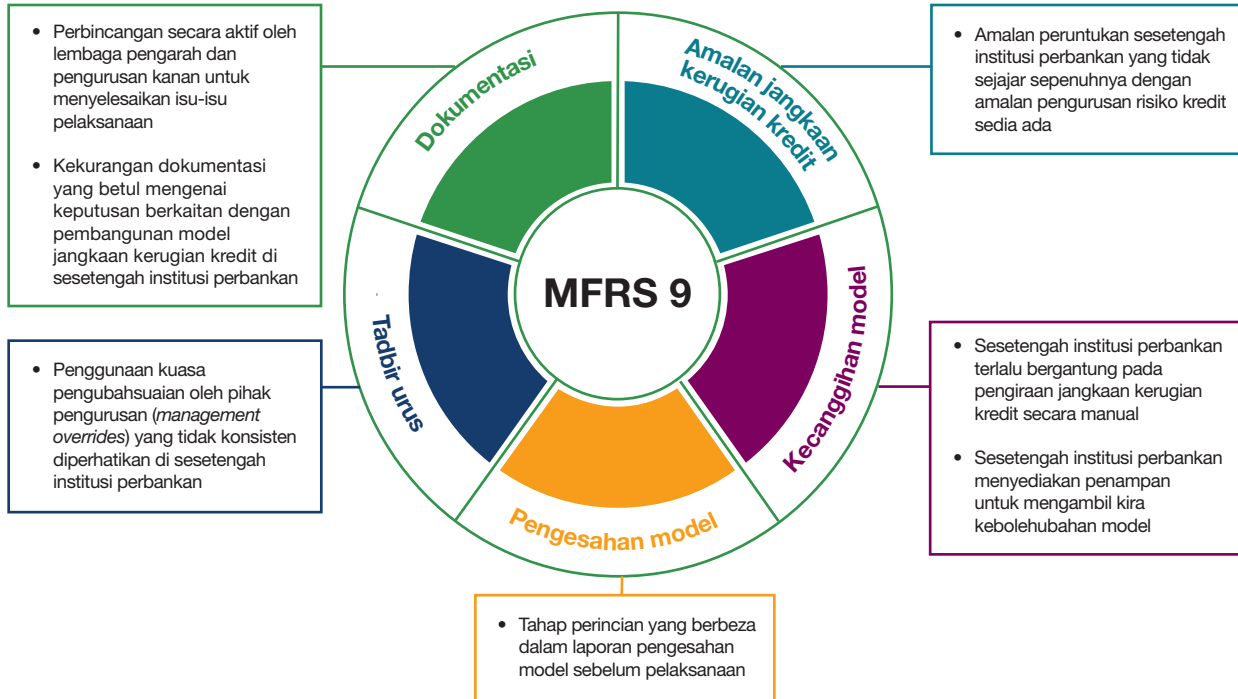 • Perbincangan secara aktif oleh
lembaga pengarah dan
pengurusan kanan untuk
menyelesaikan isu-isu
pelaksanaan
• Kekurangan dokumentasi
yang betul mengenai
keputusan berkaitan dengan
pembangunan model
jangkaan kerugian kredit di
sesetengah institusi perbankan
Dokumentasi
Amalan jangkaan
kerugian kredit
• Amalan peruntukan sesetengah
institusi perbankan yang tidak
sejajar sepenuhnya dengan
amalan pengurusan risiko kredit
sedia ada
MFRS 9
Tadbir urus
• Penggunaan kuasa
pengubahsuaian oleh pihak
pengurusan (management
overrides) yang tidak konsisten
diperhatikan di sesetengah
institusi perbankan
Kecanggihan model
• Sesetengah institusi perbankan
terlalu bergantung pada
pengiraan jangkaan kerugian
kredit secara manual
• Sesetengah institusi perbankan
menyediakan penampan
untuk mengambil kira
kebolehubahan model
Pengesahan model
• Tahap perincian yang berbeza
dalam laporan pengesahan
model sebelum pelaksanaan